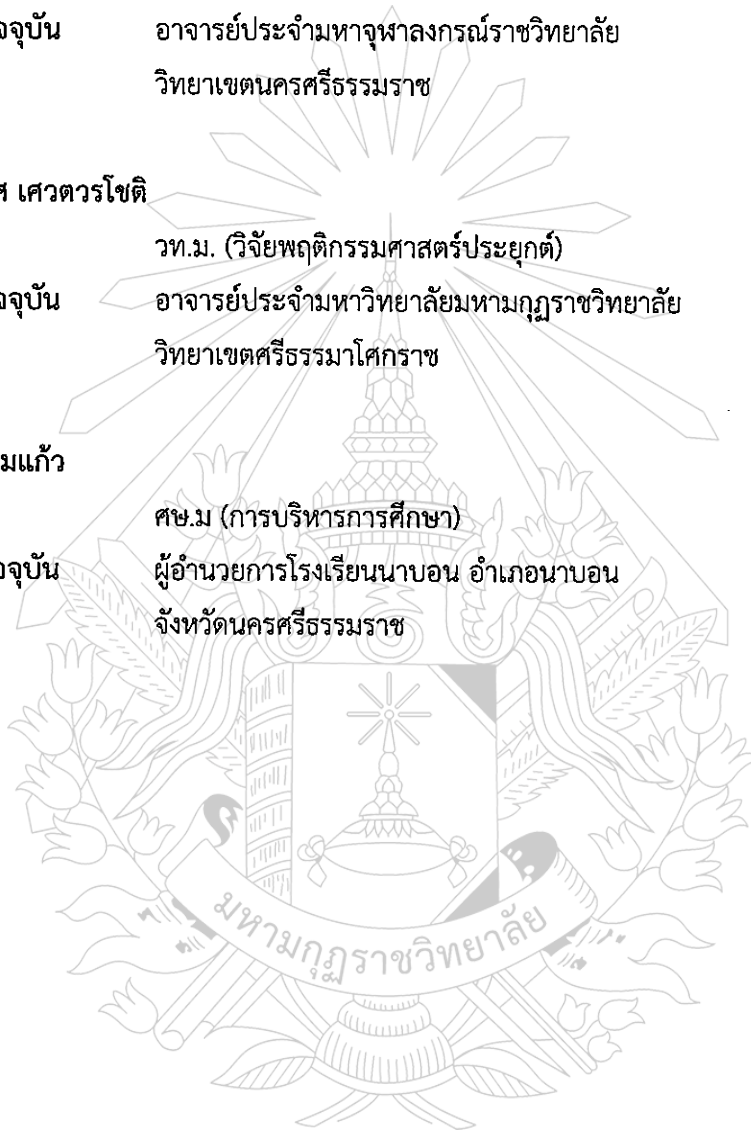 จจุบัน อาจารย์ประจำมหาจุฬาลงกรณ์ราชวิทยาลัย
วิทยาเขตนครศรีธรรมราช
ศ เศวตวรโชติ
วท.ม. (วิจัยพฤติกรรมศาสตร์ประยุกต์)
จจุบัน อาจารย์ประจำมหาวิทยาลัยมหามกุฏราชวิทยาลัย
วิทยาเขตศรีธรรมาโศกราช
มแก้ว
ศษ.ม (การบริหารการศึกษา)
จจุบัน ผู้อำนวยการโรงเรียนนาบอน อำเภอนาบอน
จังหวัดนครศรีธรรมราช
มหามกุฏราชวิทยาลัย